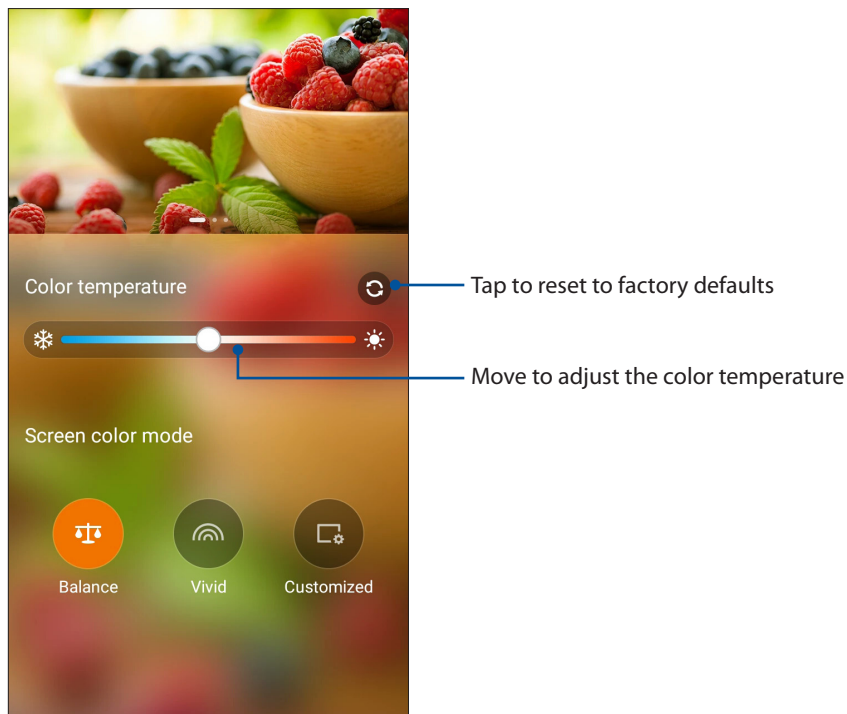 Color temperature
Tap to reset to factory defaults
Move to adjust the color temperature
Screen color mode
Balance
Vivid
Customized